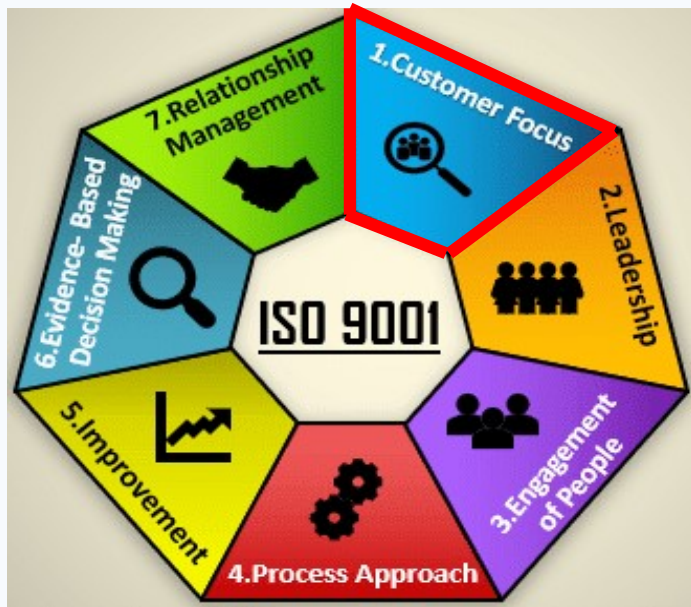 1.Customer Focus
2.Leadership
3.Engagement
of People
4.Process Approach
5.Improvement
6.Evidence- Based
Decision Making
7.Relationship
Management
ISO 9001